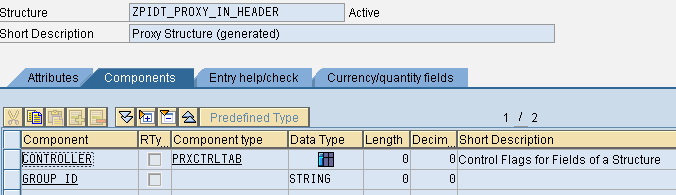 Structure ZPIDT_PROXY_IN_HEADER Active
Short Description Proxy Structure (generated)
Attributes Components Entry help/check Currency/quantity fields
Predefined Type 1 / 2
Component RTy... Component type Data Type Length Decim... Short Description
CONTROLLER PRXCTRLTAB 0 0 Control Flags for Fields of a Structure
GROUP_ID STRING 0 0